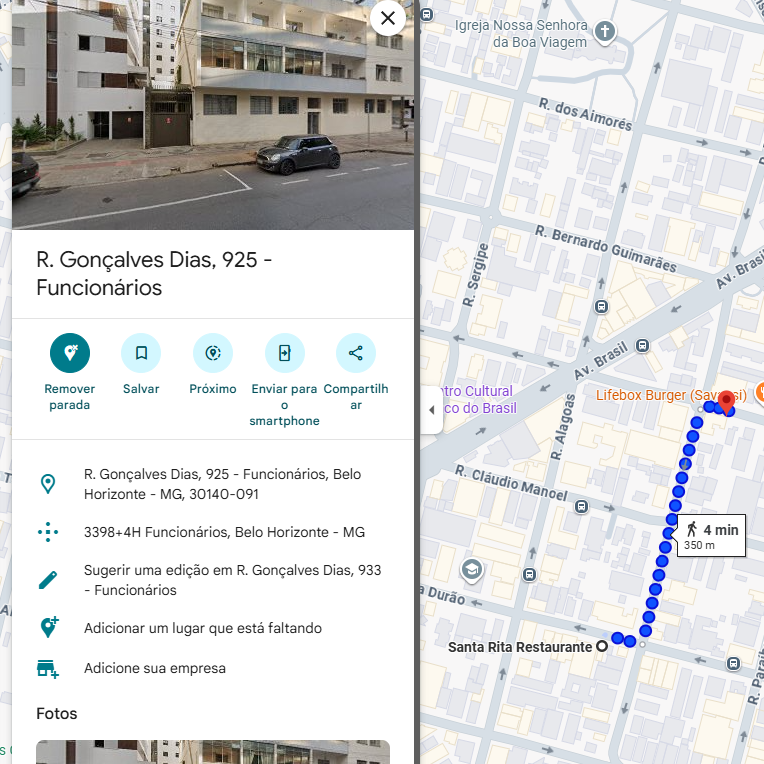 R. Gonçalves Dias, 925 -
Funcionários
Remover
parada
Salvar
Próximo
Enviar para
o
smartphone
Compartilh
ar
R. Gonçalves Dias, 925 - Funcionários, Belo
Horizonte - MG, 30140-091
3398+4H Funcionários, Belo Horizonte - MG
Sugerir uma edição em R. Gonçalves Dias, 933
- Funcionários
Adicionar um lugar que está faltando
Adicione sua empresa
Fotos
Igreja Nossa Senhora
da Boa Viagem
R. dos Aimorés
R. Bernardo Guimarães
R. Sergipe
Av. Brasil
Av. Brasil
ntro Cultural
co do Brasil
Lifebox Burger (Savassi)
R. Alagoas
R. Cláudio Manoel
4 min
350 m
a Durão
Santa Rita Restaurante
R. Paraíb